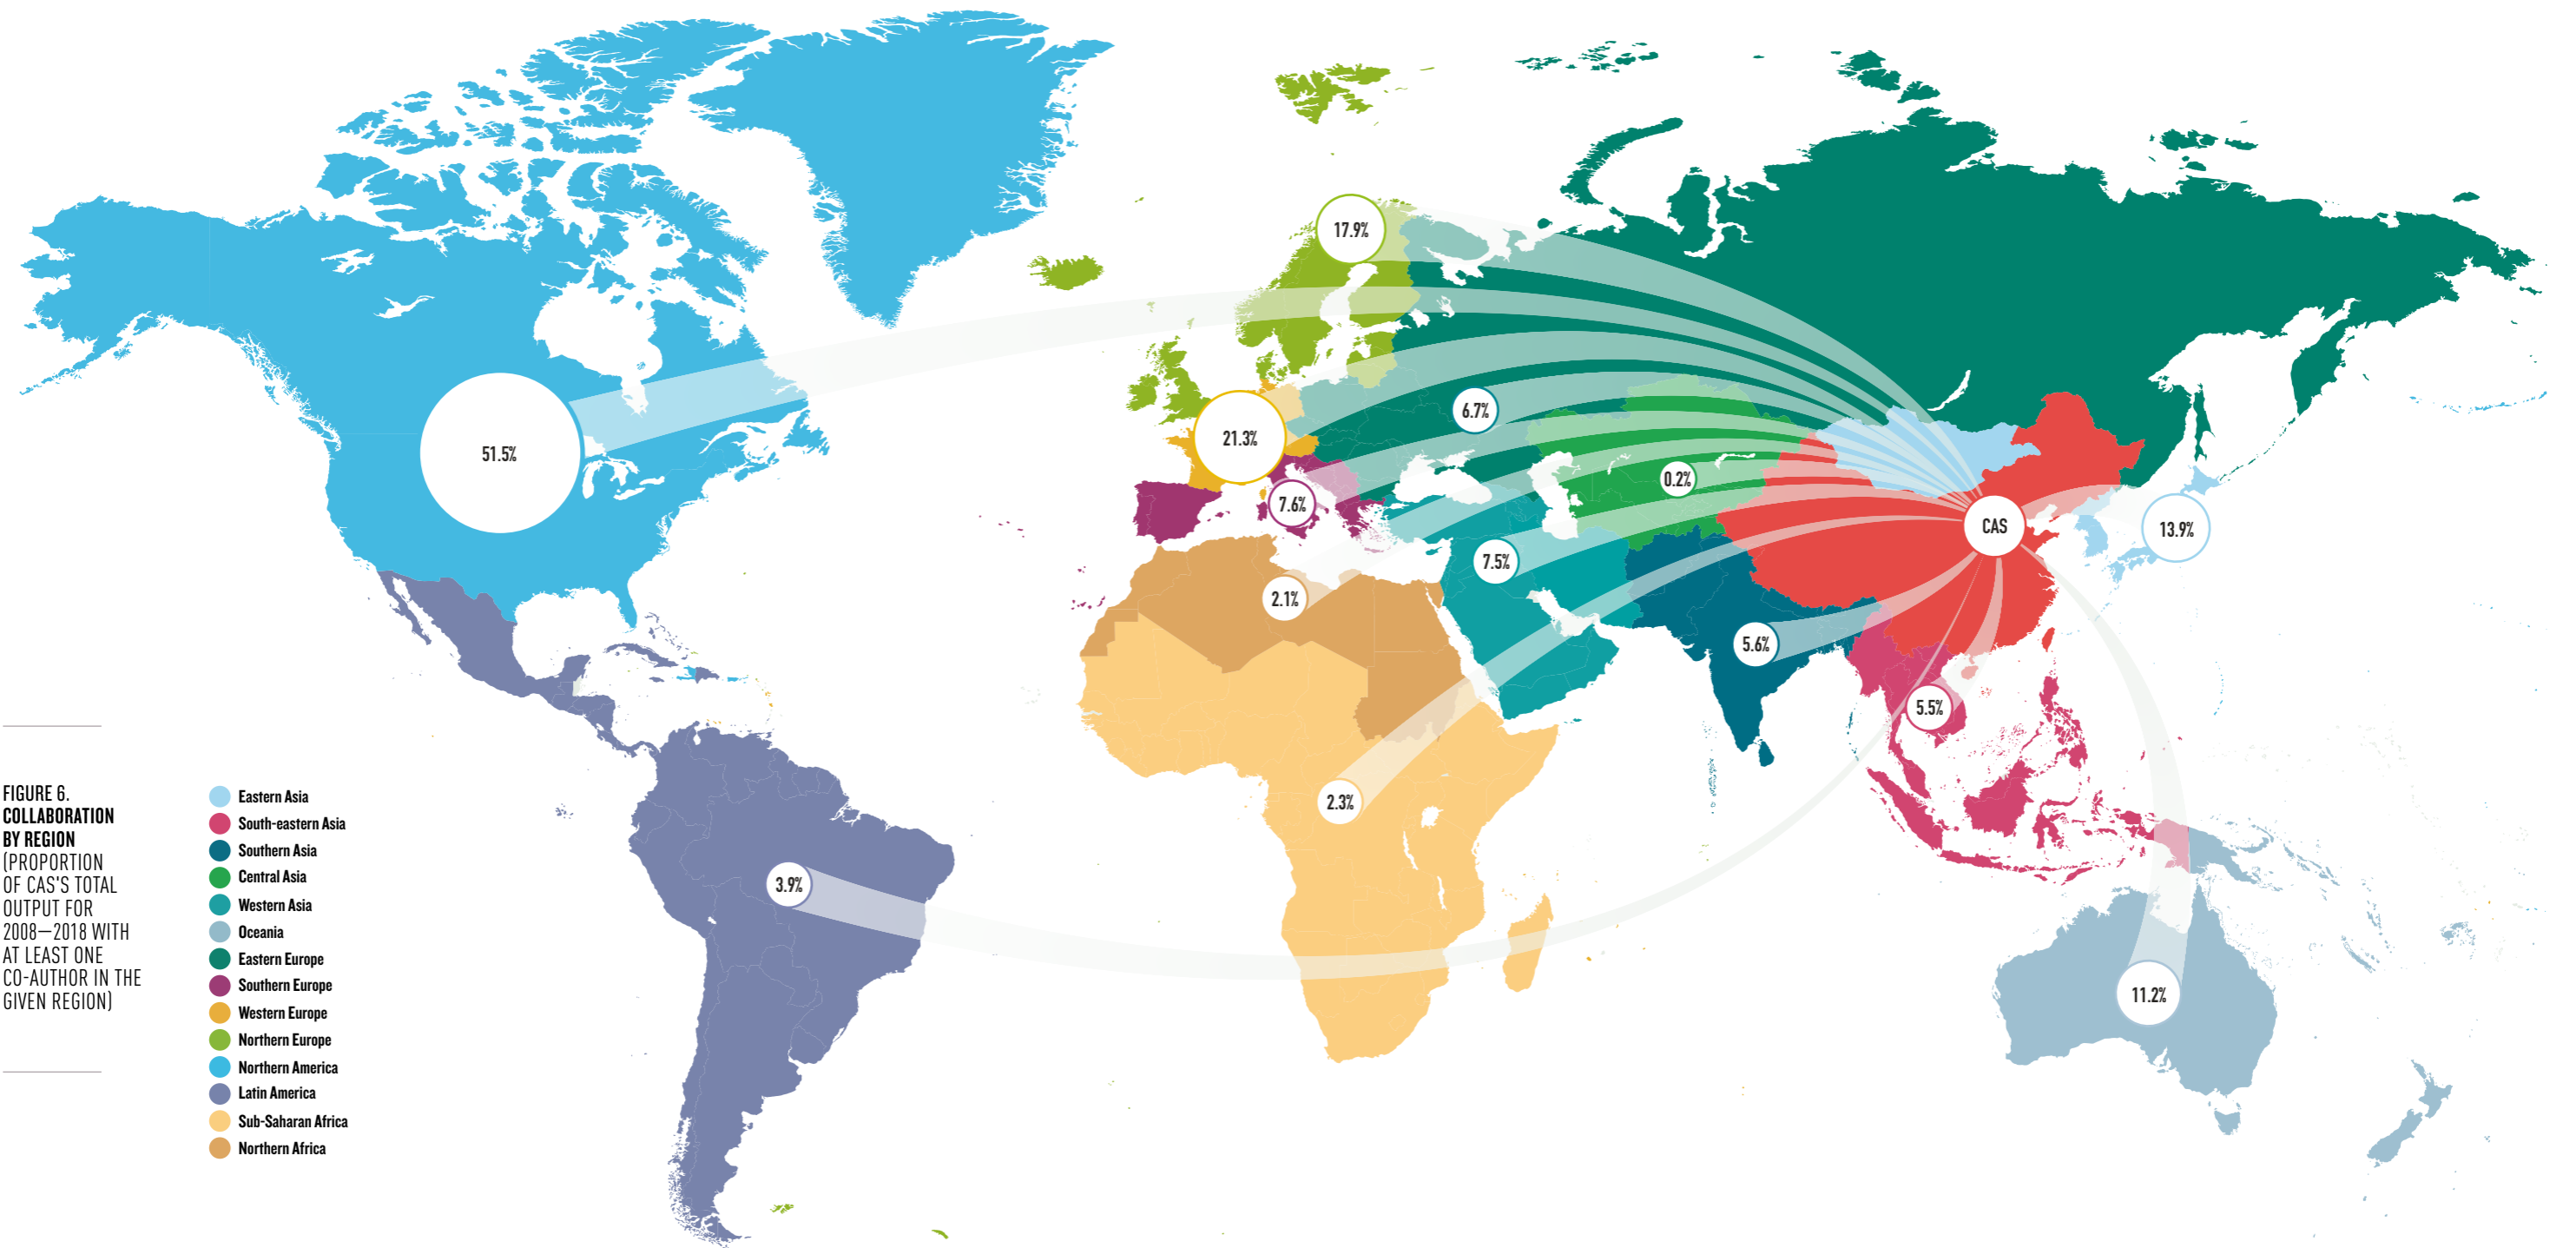 17.9%
6.7%
51.5%
21.3%
0.2%
7.6%
CAS
13.9%
7.5%
2.1%
5.6%
5.5%
2.3%
3.9%
11.2%
FIGURE 6.
COLLABORATION
BY REGION
(PROPORTION
OF CAS'S TOTAL
OUTPUT FOR
2008—2018 WITH
AT LEAST ONE
CO-AUTHOR IN THE
GIVEN REGION)
Eastern Asia
South-eastern Asia
Southern Asia
Central Asia
Western Asia
Oceania
Eastern Europe
Southern Europe
Western Europe
Northern Europe
Northern America
Latin America
Sub-Saharan Africa
Northern Africa